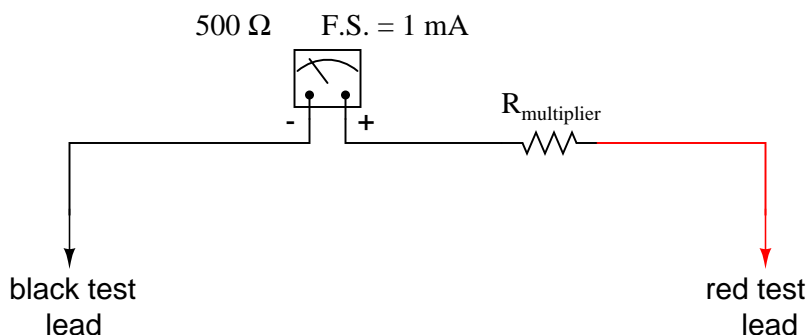 500 Ω F.S. = 1 mA
- +
Rmultiplier
black test
lead
red test
lead